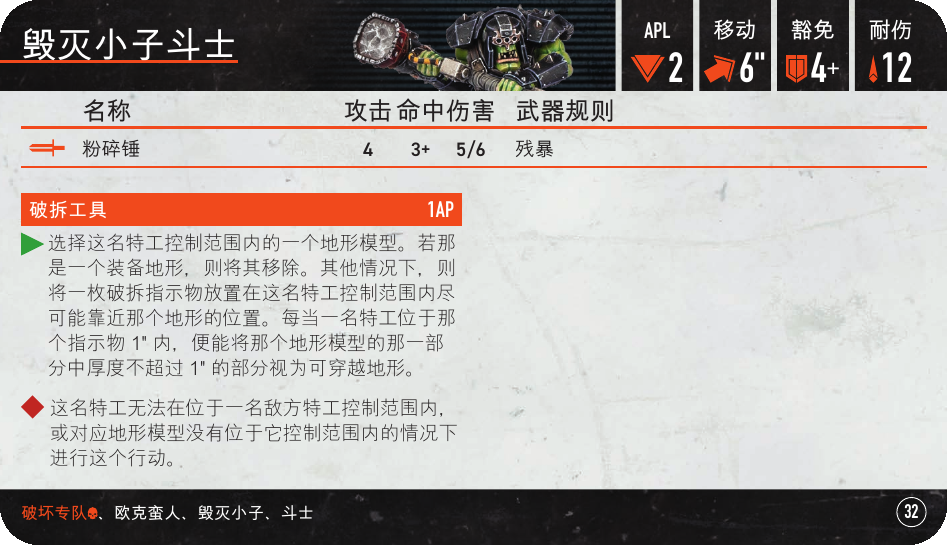 毁灭小子斗士
APL 移动 豁免 耐伤
2 6" 4+ 12
名称 攻击 命中 伤害 武器规则
粉碎锤 4 3+ 5/6 残暴
破拆工具 1AP
选择这名特工控制范围内的一个地形模型。若那
是一个装备地形，则将其移除。其他情况下，则
将一枚破拆指示物放置在这名特工控制范围内尽
可能靠近那个地形的位置。每当一名特工位于那
个指示物 1" 内，便能将那个地形模型的那一部
分中厚度不超过 1" 的部分视为可穿越地形。
这名特工无法在位于一名敌方特工控制范围内，
或对应地形模型没有位于它控制范围内的情况下
进行这个行动。
破坏专队、欧克蛮人、毁灭小子、斗士
32